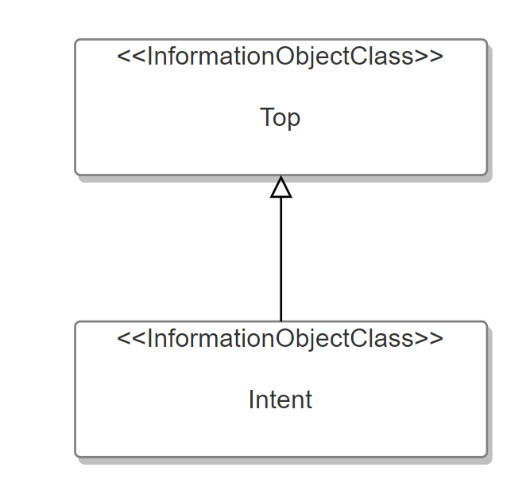 <<InformationObjectClass>>
Top
<<InformationObjectClass>>
Intent